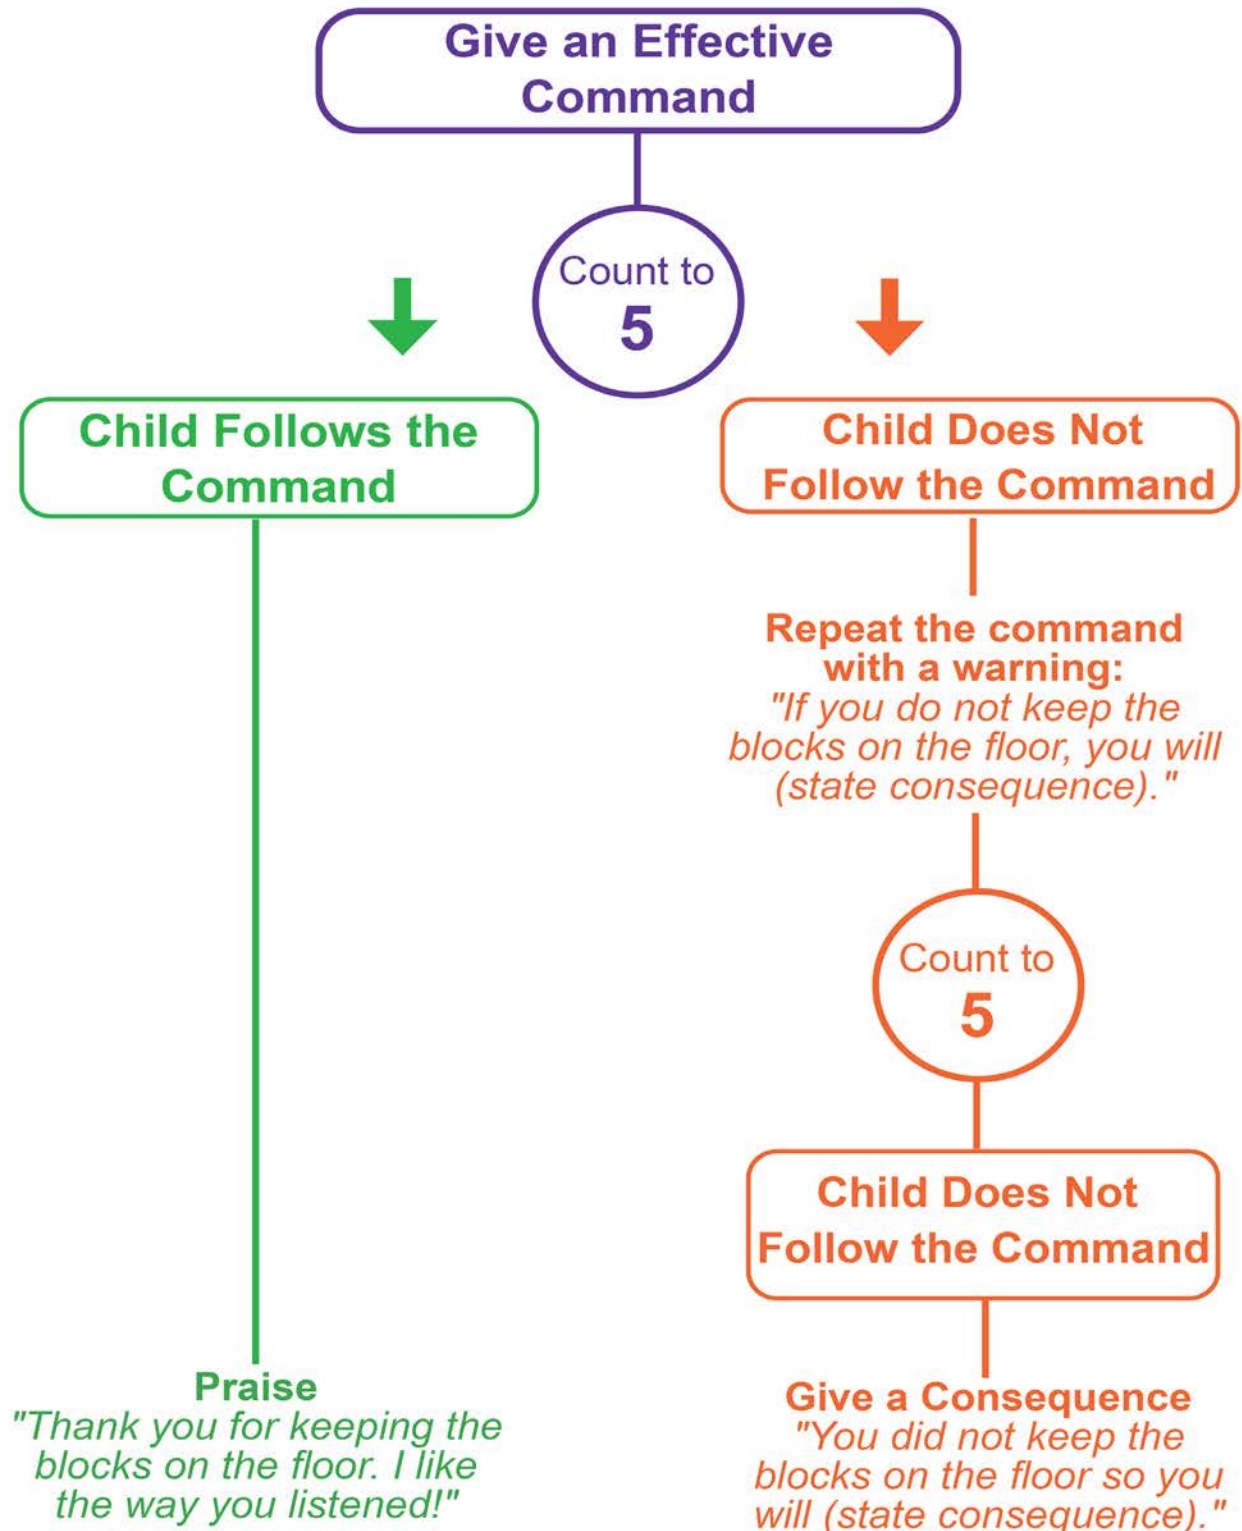 Give an Effective
Command
Count to
5
Child Follows the
Command
Praise
"Thank you for keeping the
blocks on the floor. I like
the way you listened!"
Child Does Not
Follow the Command
Repeat the command
with a warning:
"If you do not keep the
blocks on the floor, you will
(state consequence)."
Count to
5
Child Does Not
Follow the Command
Give a Consequence
"You did not keep the
blocks on the floor so you
will (state consequence)."